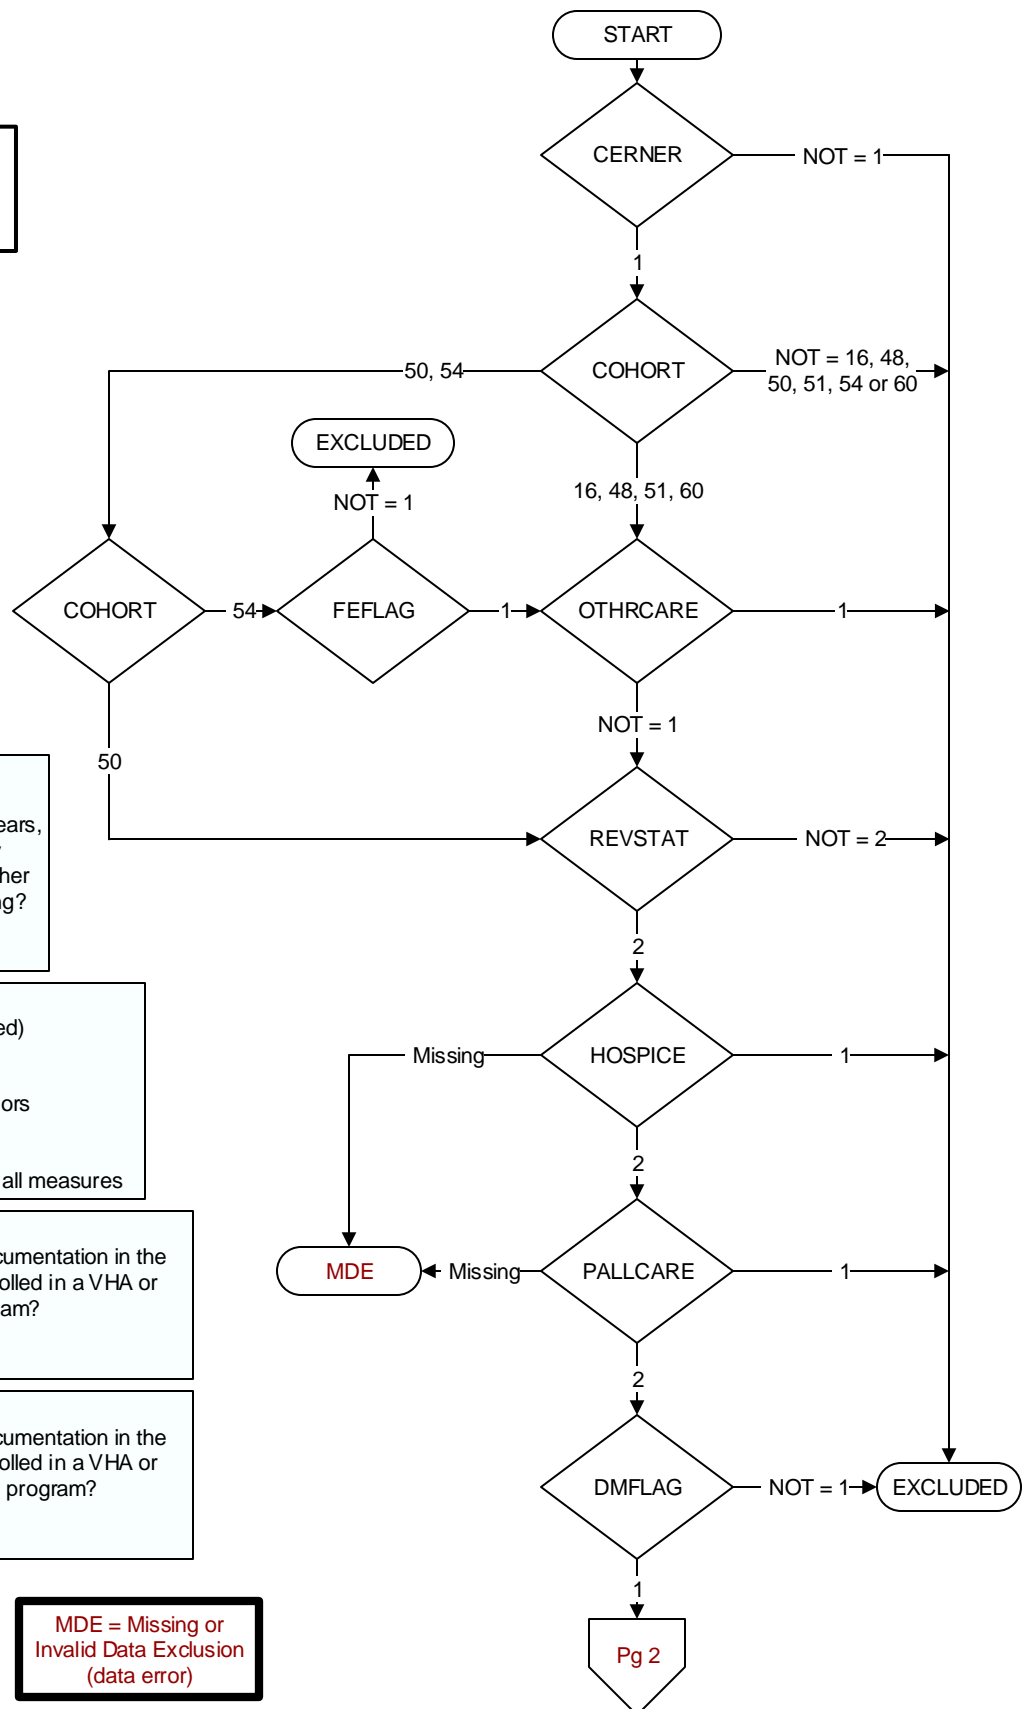 START
CERNER
NOT = 1
1
COHORT
50, 54
NOT = 16, 48,
50, 51, 54 or 60
EXCLUDED
NOT = 1
16, 48, 51, 60
COHORT
54
FEFLAG
1
OTHRCARE
1
NOT = 1
50
REVSTAT
NOT = 2
2
HOSPICE
Missing
1
2
MDE
Missing
PALLCARE
1
2
DMFLAG
NOT = 1
EXCLUDED
1
Pg 2
ears,
her
g?
ed)
ors
all measures
cumentation in the
olled in a VHA or
am?
cumentation in the
olled in a VHA or
program?
MDE = Missing or
Invalid Data Exclusion
(data error)